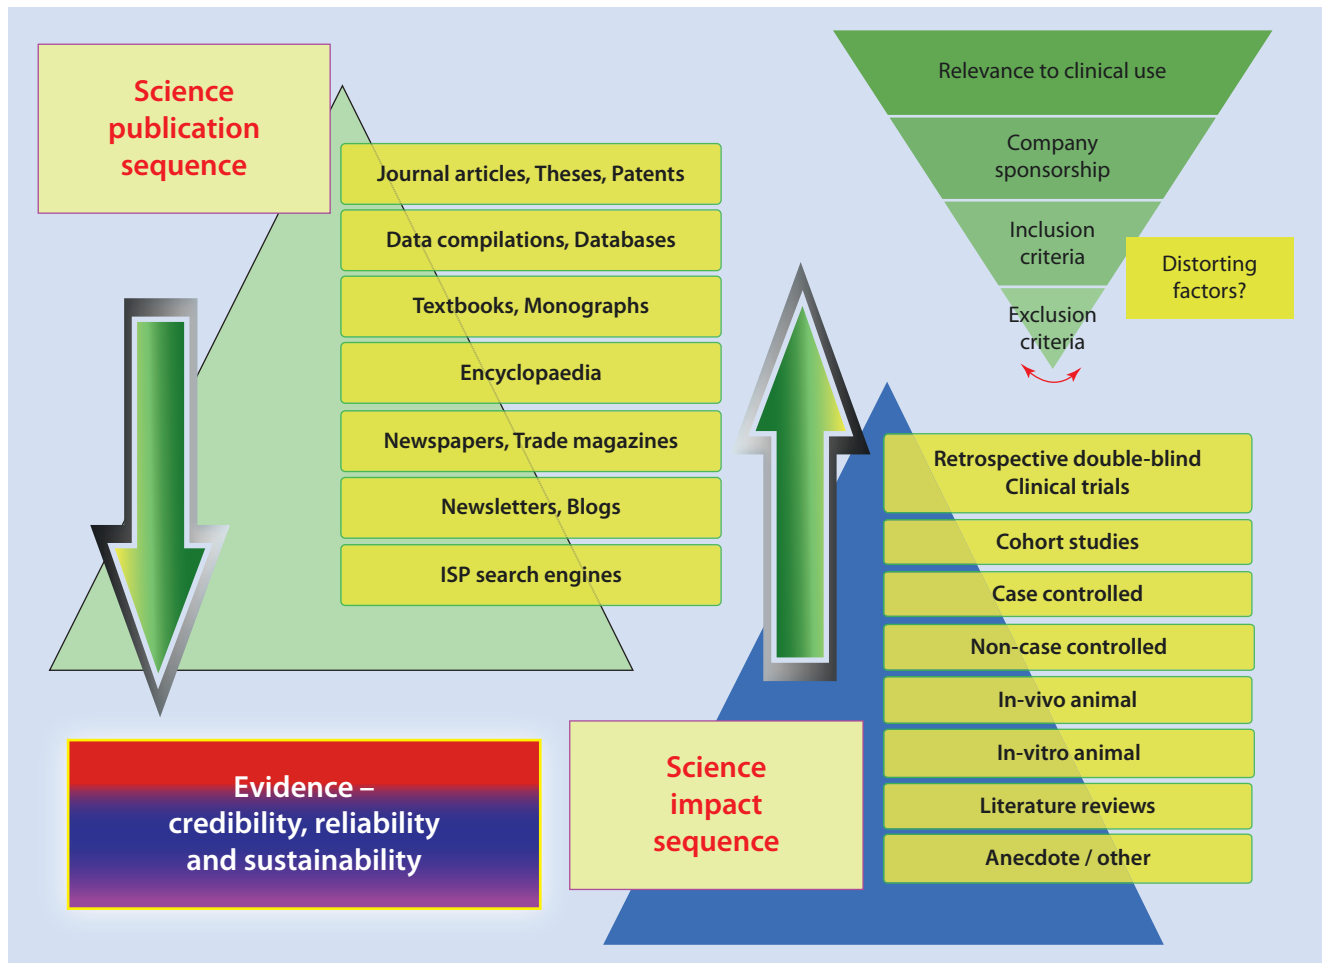 Science
publication
sequence
Journal articles, Theses, Patents
Data compilations, Databases
Textbooks, Monographs
Encyclopaedia
Newspapers, Trade magazines
Newsletters, Blogs
ISP search engines
Evidence –
credibility, reliability
and sustainability
Relevance to clinical use
Company
sponsorship
Inclusion
criteria
Exclusion
criteria
Distorting
factors?
Retrospective double-blind
Clinical trials
Cohort studies
Case controlled
Non-case controlled
In-vivo animal
In-vitro animal
Literature reviews
Anecdote / other
Science
impact
sequence